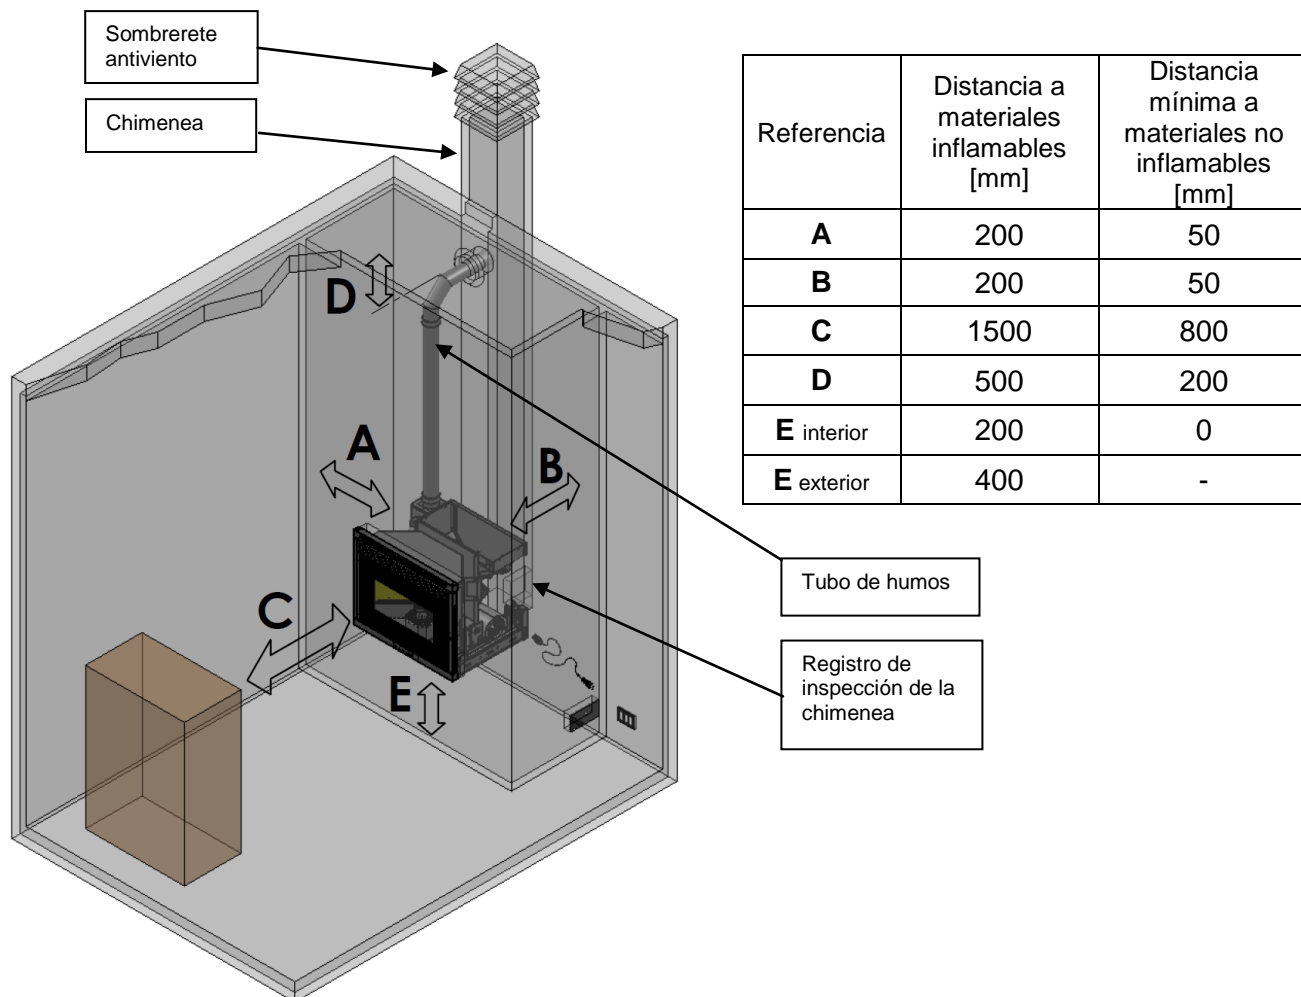 Sombrerete
antiviento
Chimenea
D
A
B
C
E
Tubo de humos
Registro de
inspección de la
chimenea
Referencia
Distancia a
materiales
inflamables
[mm]
Distancia
mínima a
materiales no
inflamables
[mm]
A 200 50
B 200 50
C 1500 800
D 500 200
E interior 200 0
E exterior 400 -